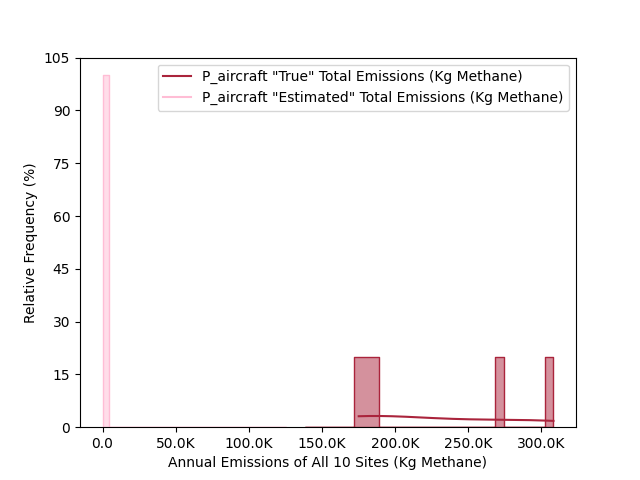 P_aircraft "True" Total Emissions (Kg Methane)
P_aircraft "Estimated" Total Emissions (Kg Methane)
105
90
75
60
45
30
15
0
Relative Frequency (%)
0.0 50.0K 100.0K 150.0K 200.0K 250.0K 300.0K
Annual Emissions of All 10 Sites (Kg Methane)